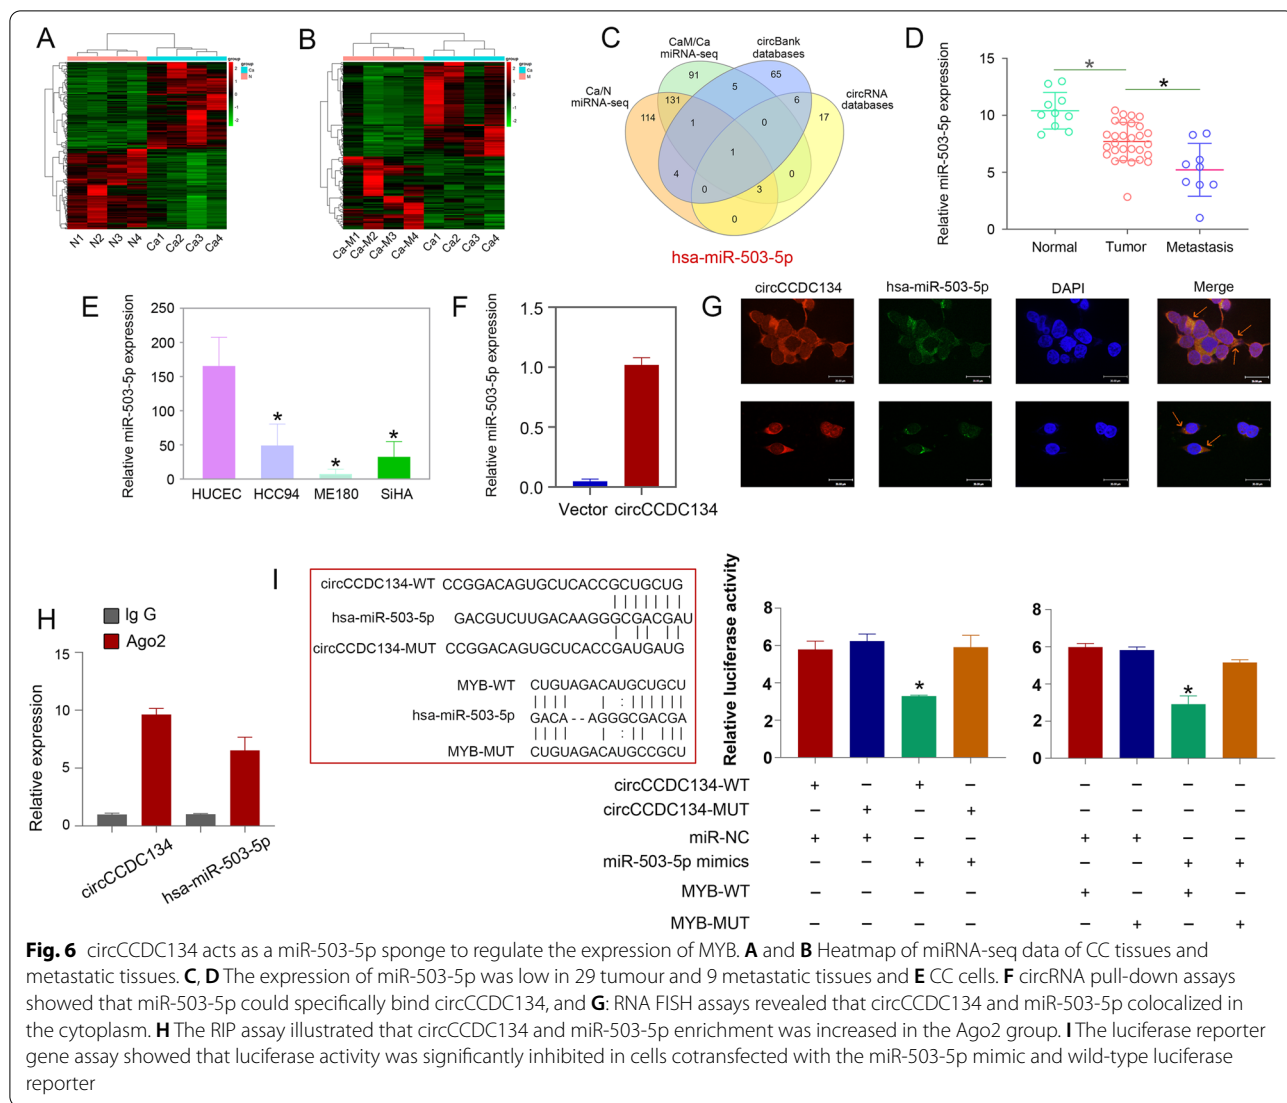 A
group
Ca
N
2
1
0
-1
-2
N1 N2 N3 N4 Ca1 Ca2 Ca3 Ca4
B
group
Ca
N
2
1
0
-1
-2
Ca-M1 Ca-M2 Ca-M3 Ca-M4 Ca1 Ca2 Ca3 Ca4
C
CaM/Ca
miRNA-seq
circBank
databases
Ca/N
miRNA-seq
circRNA
databases
91
65
5
131
6
114
17
1
0
1
4
0
0
3
0
hsa-miR-503-5p
D
Relative miR-503-5p expression
15
10
5
0
*
*
Normal Tumor Metastasis
E
Relative miR-503-5p expression
250
200
150
100
50
0
* * *
HUCEC HCC94 ME180 SiHA
F
Relative miR-503-5p expression
1.5
1.0
0.5
0.0
Vector circCCDC134
G
circCCDC134 hsa-miR-503-5p DAPI Merge
H
Ig G
Ago2
Relative expression
15
10
5
0
circCCDC134 hsa-miR-503-5p
I
circCCDC134-WT CCGGACAGUGCUCACCGCUGCUG
| | | | | | |
hsa-miR-503-5p GACGUCUUGACAAGGGCGACGAU
| | | | |
circCCDC134-MUT CCGGACAGUGCUCACCGAUGAUG
MYB-WT CUGUAGACAUGCUGCU
| | | | | : | | | | | |
hsa-miR-503-5p GACA - - AGGGCGACGA
| | | | | : | | | | |
MYB-MUT CUGUAGACAUGCCGCU
Relative luciferase activity
8
6
4
2
0
*
8
6
4
2
0
*
circCCDC134-WT + − + − − − − −
circCCDC134-MUT − + − + − − − −
miR-NC + + − − + + − −
miR-503-5p mimics − − + + − − + +
MYB-WT − − − − + − + −
MYB-MUT − − − − − + − +
Fig. 6 circCCDC134 acts as a miR-503-5p sponge to regulate the expression of MYB. A and B Heatmap of miRNA-seq data of CC tissues and
metastatic tissues. C, D The expression of miR-503-5p was low in 29 tumour and 9 metastatic tissues and E CC cells. F circRNA pull-down assays
showed that miR-503-5p could specifically bind circCCDC134, and G: RNA FISH assays revealed that circCCDC134 and miR-503-5p colocalized in
the cytoplasm. H The RIP assay illustrated that circCCDC134 and miR-503-5p enrichment was increased in the Ago2 group. I The luciferase reporter
gene assay showed that luciferase activity was significantly inhibited in cells cotransfected with the miR-503-5p mimic and wild-type luciferase
reporter